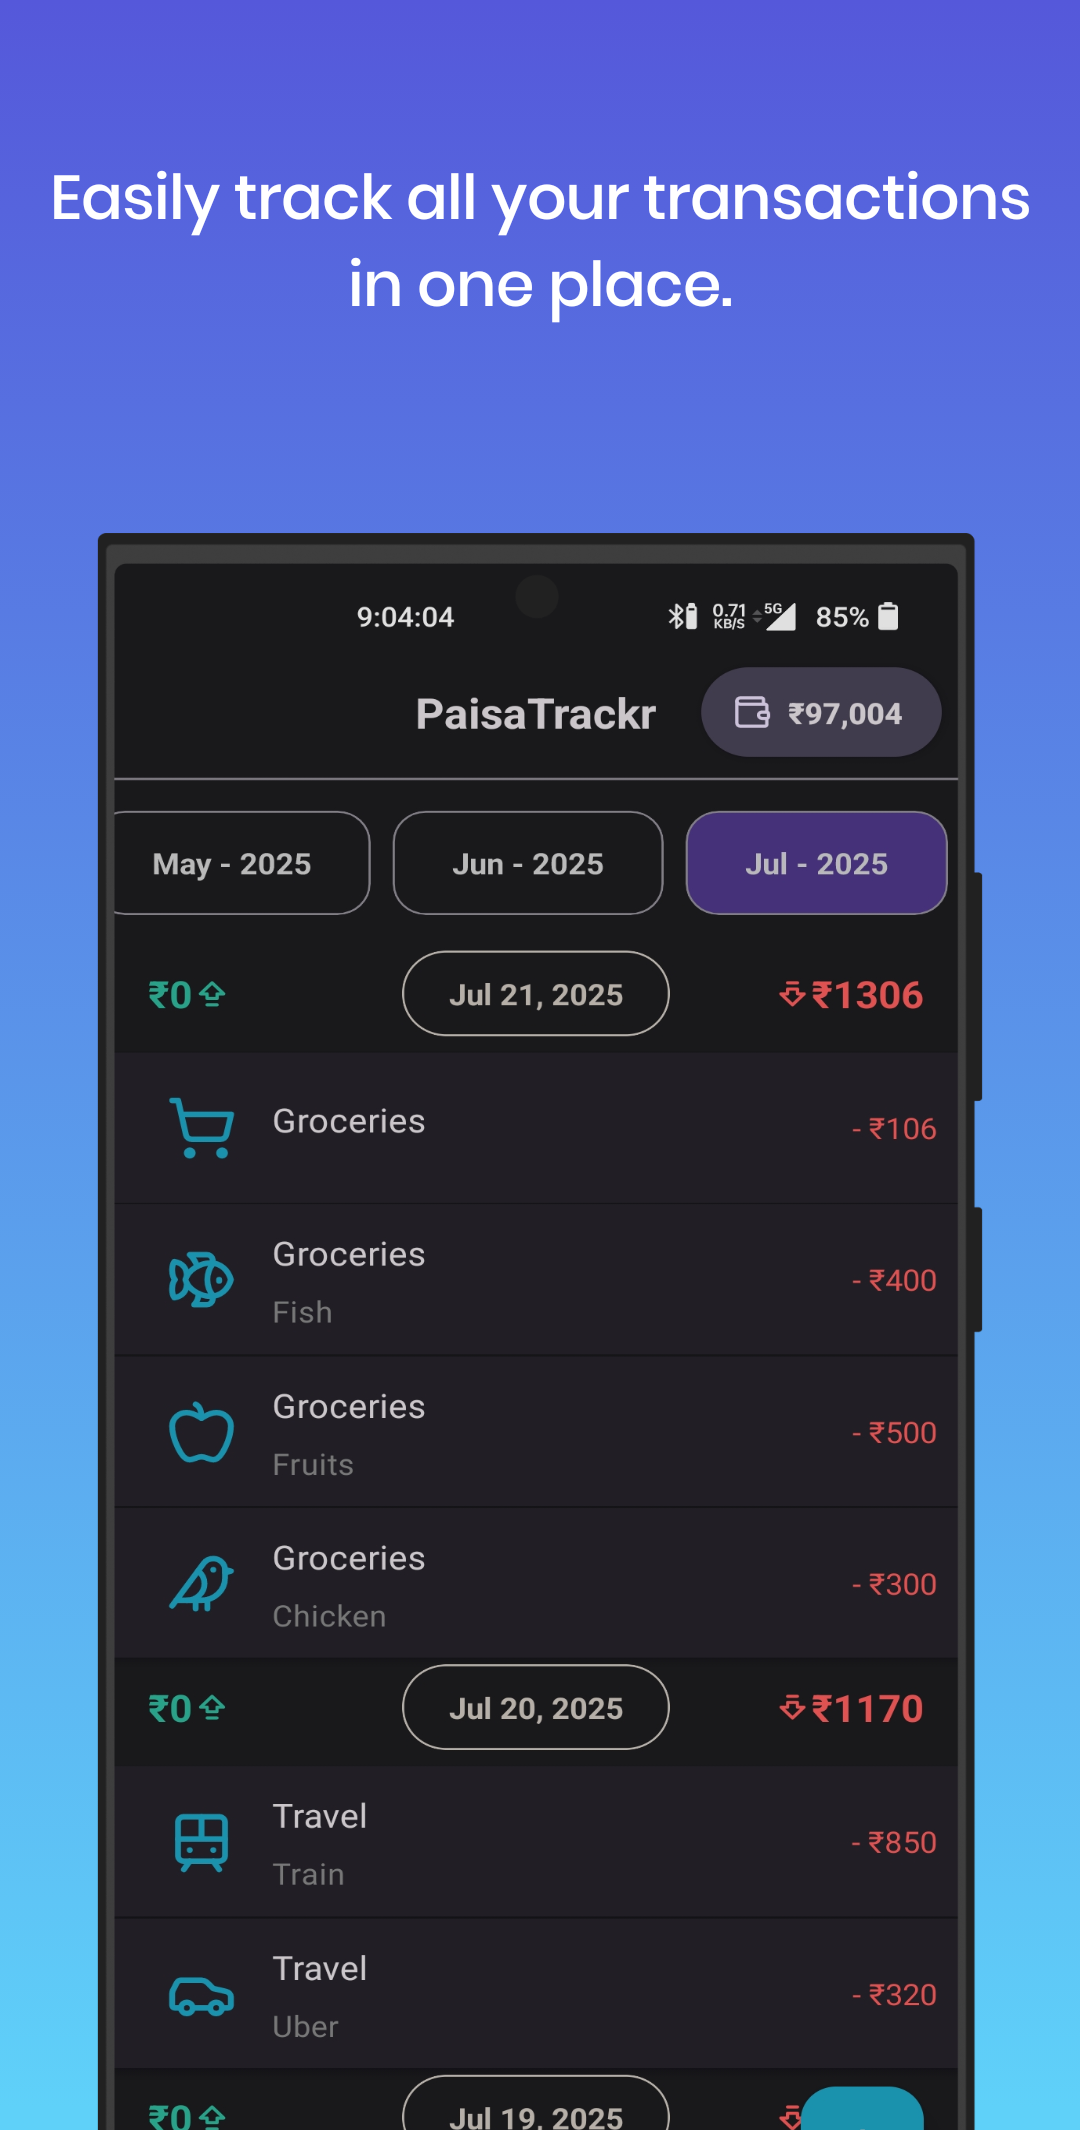 Easily track all your transactions
in one place.
9:04:04
0.71
KB/S
5G
85%
PaisaTrackr
₹97,004
May - 2025
Jun - 2025
Jul - 2025
₹0
Jul 21, 2025
₹1306
Groceries
- ₹106
Groceries
Fish
- ₹400
Groceries
Fruits
- ₹500
Groceries
Chicken
- ₹300
₹0
Jul 20, 2025
₹1170
Travel
Train
- ₹850
Travel
Uber
- ₹320
₹0
Jul 19, 2025